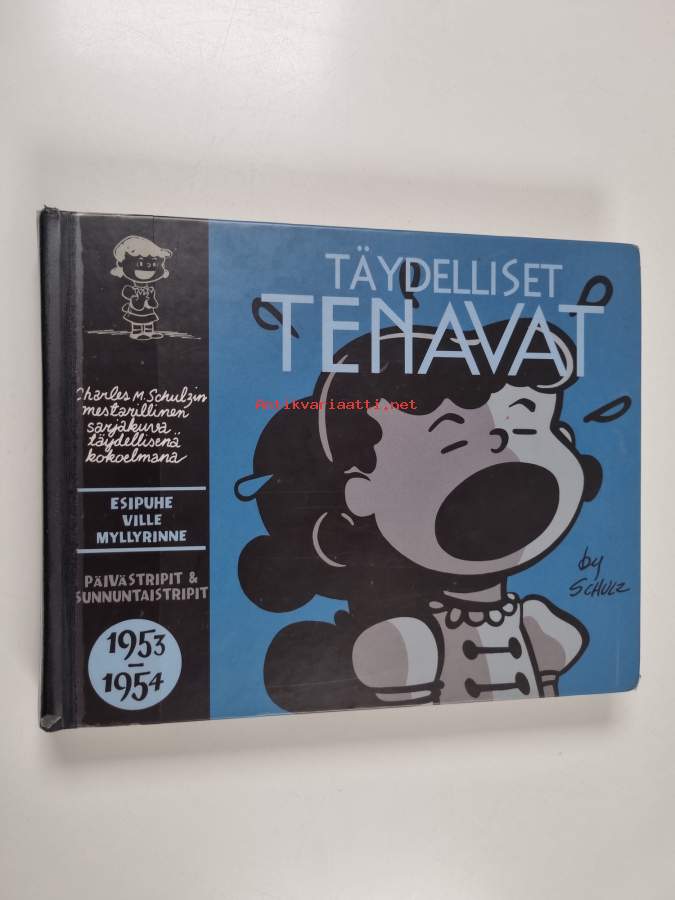 TÄYDELLISET
TENAVAT
Charles M. Schulzin
mestarillinen
sarjakuva
täydellisenä
kokoelmana
ESIPUHE
VILLE
MYLLYRINNE
PÄIVÄSTRIPIT &
SUNNUNTAISTRIPIT
1953
–
1954
by
SCHULZ
Antikvariaatti.net